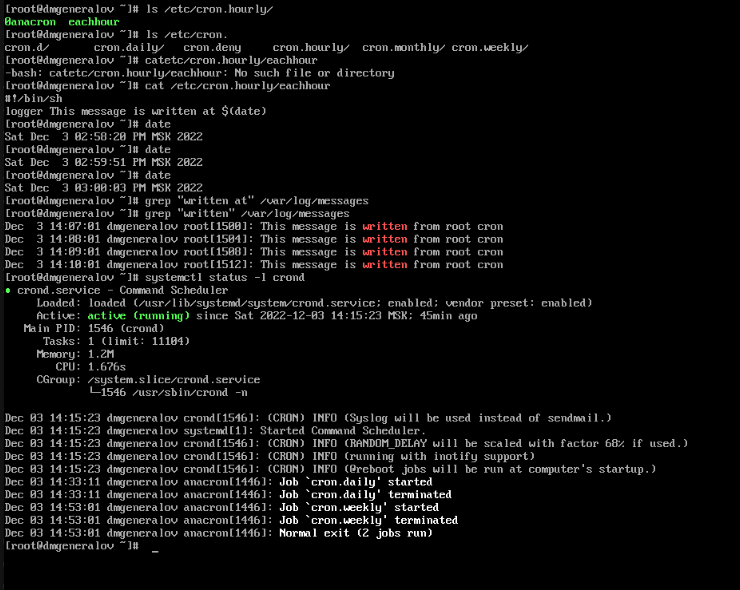 [root@dmgeneralov ~]# ls /etc/cron.hourly/
0anacron  eachhour
[root@dmgeneralov ~]# ls /etc/cron.
cron.d/       cron.daily/   cron.deny     cron.hourly/  cron.monthly/ cron.weekly/
[root@dmgeneralov ~]# catetc/cron.hourly/eachhour
-bash: catetc/cron.hourly/eachhour: No such file or directory
[root@dmgeneralov ~]# cat /etc/cron.hourly/eachhour
#!/bin/sh
logger This message is written at $(date)
[root@dmgeneralov ~]# date
Sat Dec  3 02:58:20 PM MSK 2022
[root@dmgeneralov ~]# date
Sat Dec  3 02:59:51 PM MSK 2022
[root@dmgeneralov ~]# date
Sat Dec  3 03:00:03 PM MSK 2022
[root@dmgeneralov ~]# grep "written at" /var/log/messages
[root@dmgeneralov ~]# grep "written" /var/log/messages
Dec  3 14:07:01 dmgeneralov root[1500]: This message is written from root cron
Dec  3 14:08:01 dmgeneralov root[1504]: This message is written from root cron
Dec  3 14:09:01 dmgeneralov root[1508]: This message is written from root cron
Dec  3 14:10:01 dmgeneralov root[1512]: This message is written from root cron
[root@dmgeneralov ~]# systemctl status -l crond
● crond.service - Command Scheduler
     Loaded: loaded (/usr/lib/systemd/system/crond.service; enabled; vendor preset: enabled)
     Active: active (running) since Sat 2022-12-03 14:15:23 MSK; 45min ago
   Main PID: 1546 (crond)
      Tasks: 1 (limit: 11104)
     Memory: 1.2M
        CPU: 1.676s
     CGroup: /system.slice/crond.service
             └─1546 /usr/sbin/crond -n
Dec 03 14:15:23 dmgeneralov crond[1546]: (CRON) INFO (Syslog will be used instead of sendmail.)
Dec 03 14:15:23 dmgeneralov systemd[1]: Started Command Scheduler.
Dec 03 14:15:23 dmgeneralov crond[1546]: (CRON) INFO (RANDOM_DELAY will be scaled with factor 68% if used.)
Dec 03 14:15:23 dmgeneralov crond[1546]: (CRON) INFO (running with inotify support)
Dec 03 14:15:23 dmgeneralov crond[1546]: (CRON) INFO (@reboot jobs will be run at computer's startup.)
Dec 03 14:33:11 dmgeneralov anacron[1446]: Job `cron.daily' started
Dec 03 14:33:11 dmgeneralov anacron[1446]: Job `cron.daily' terminated
Dec 03 14:53:01 dmgeneralov anacron[1446]: Job `cron.weekly' started
Dec 03 14:53:01 dmgeneralov anacron[1446]: Job `cron.weekly' terminated
Dec 03 14:53:01 dmgeneralov anacron[1446]: Normal exit (2 jobs run)
[root@dmgeneralov ~]# _